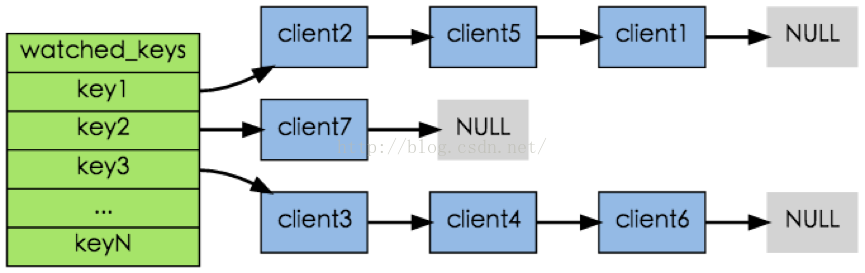 watched_keys
key1
key2
key3
...
keyN
client2
client5
client1
NULL
client7
NULL
client3
client4
client6
NULL
http://blog.csdn.net/